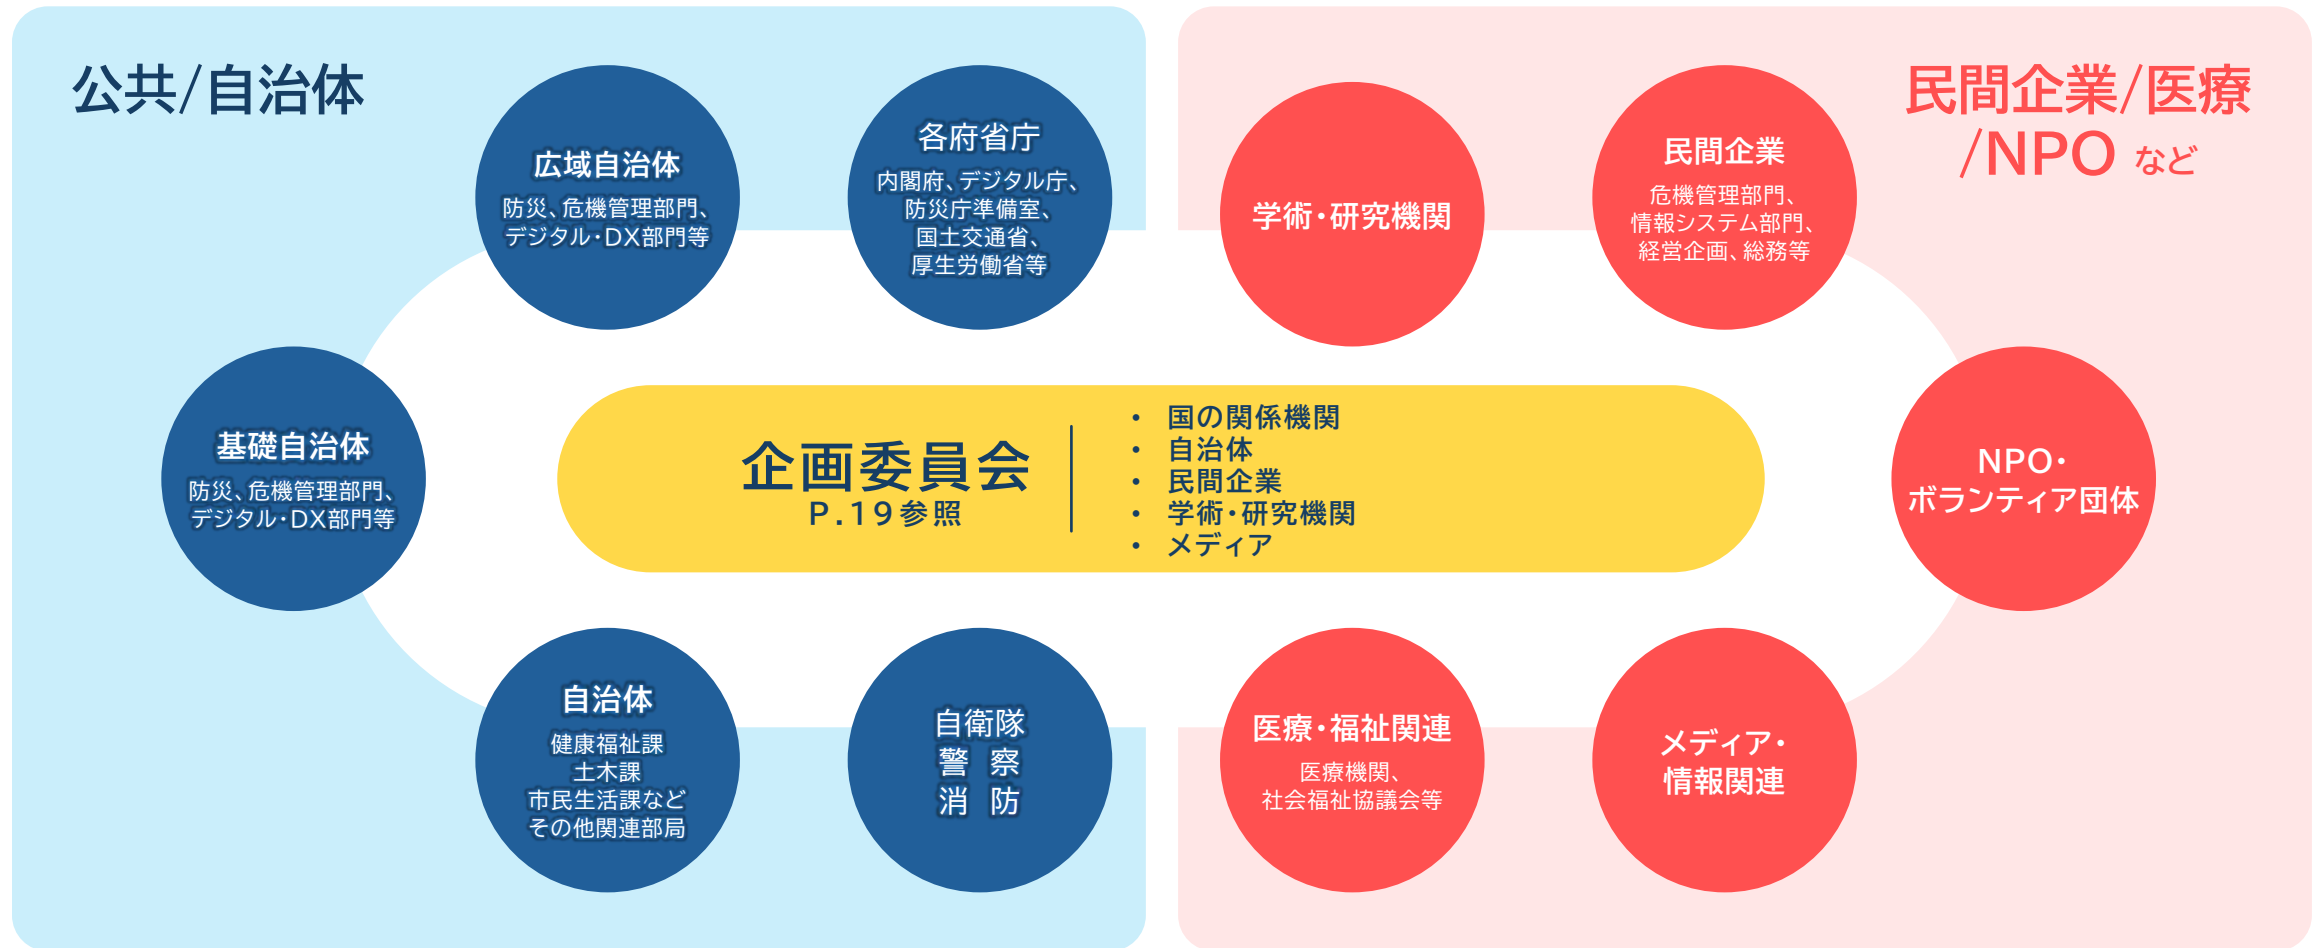 公共/自治体
広域自治体
防災、危機管理部門、
デジタル・DX部門等
各府省庁
内閣府、デジタル庁、
防災庁準備室、
国土交通省、
厚生労働省等
基礎自治体
防災、危機管理部門、
デジタル・DX部門等
自治体
健康福祉課
土木課
市民生活課など
その他関連部局
自衛隊
警 察
消 防
企画委員会
P.19参照
・ 国の関係機関
・ 自治体
・ 民間企業
・ 学術・研究機関
・ メディア
民間企業/医療
/NPO など
学術・研究機関
民間企業
危機管理部門、
情報システム部門、
経営企画、総務等
NPO・
ボランティア団体
医療・福祉関連
医療機関、
社会福祉協議会等
メディア・
情報関連